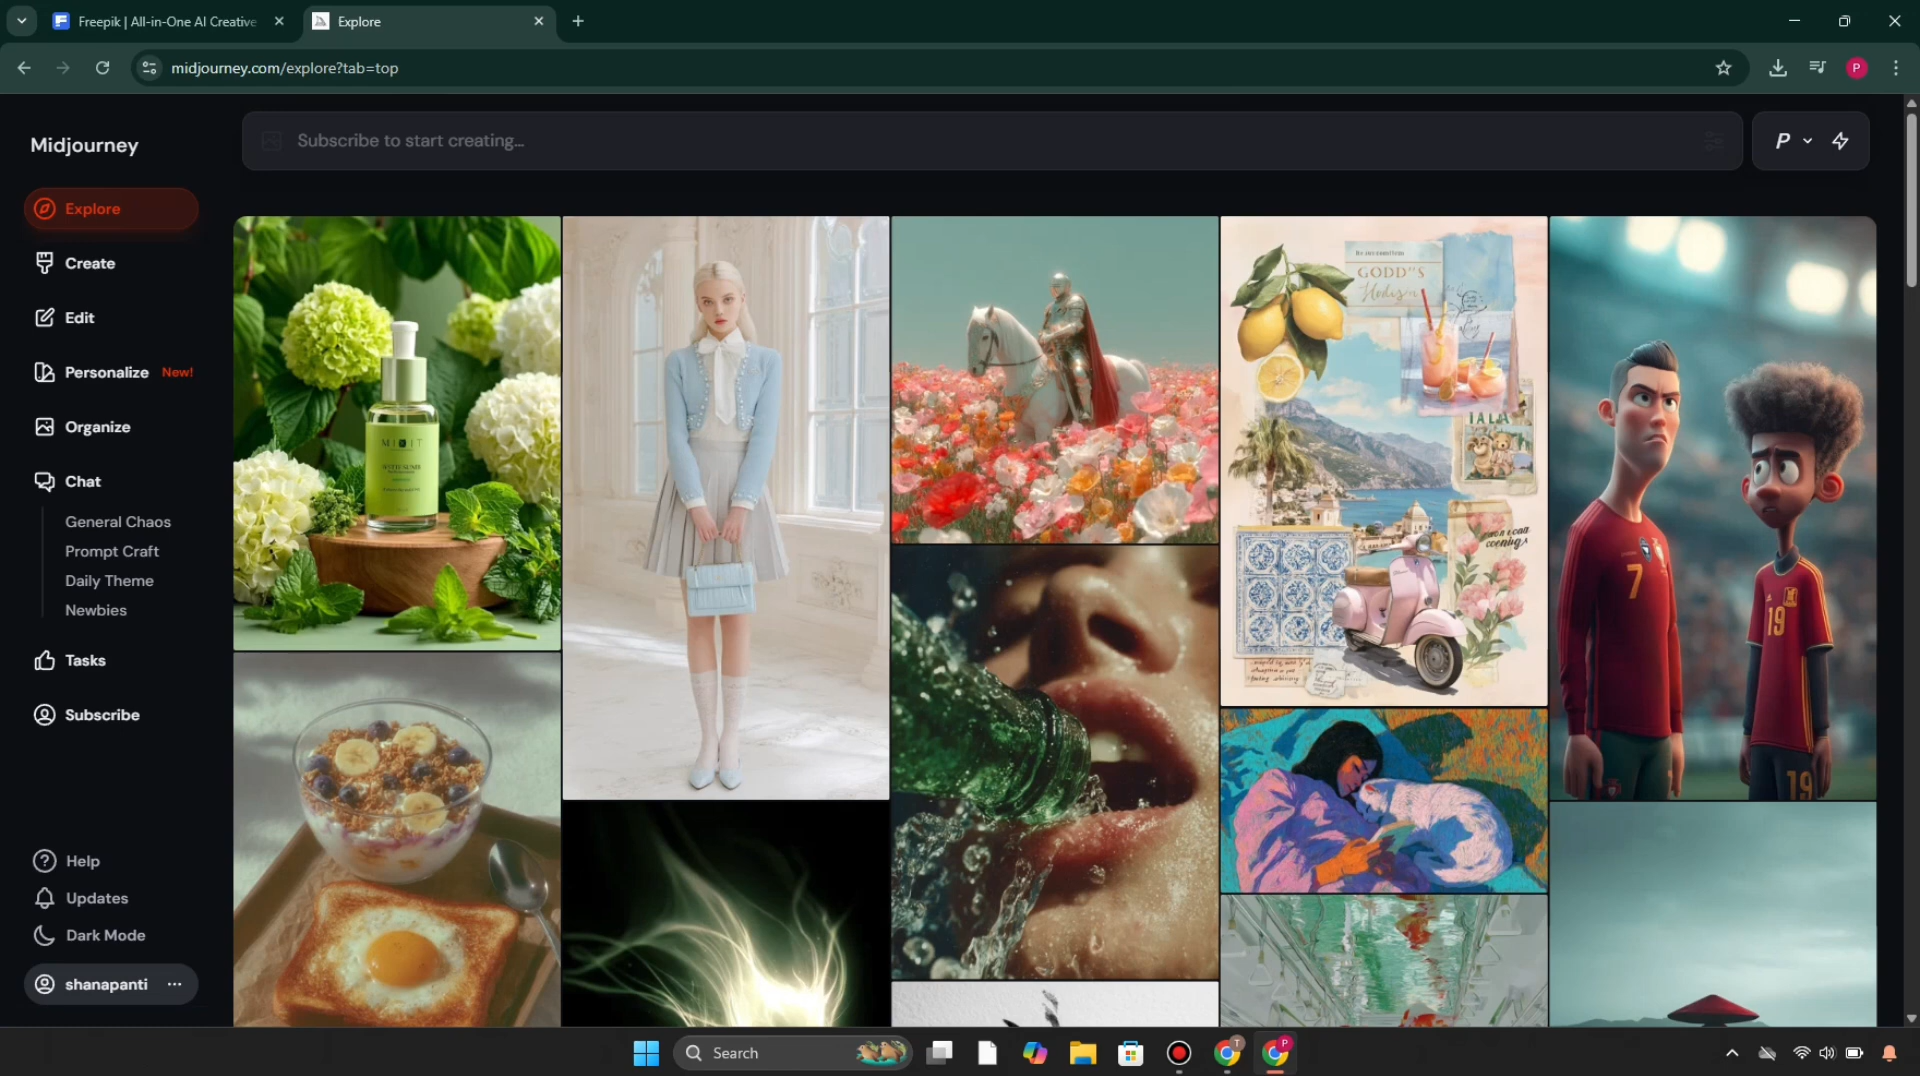 Freepik | All-in-One AI Creative
Explore
midjourney.com/explore?tab=top
P
Midjourney
Subscribe to start creating...
P
Explore
Create
Edit
Personalize New!
Organize
Chat
General Chaos
Prompt Craft
Daily Theme
Newbies
Tasks
Subscribe
Help
Updates
Dark Mode
shanapanti
GODD"S
TALA
7
19
19
Search
T
P